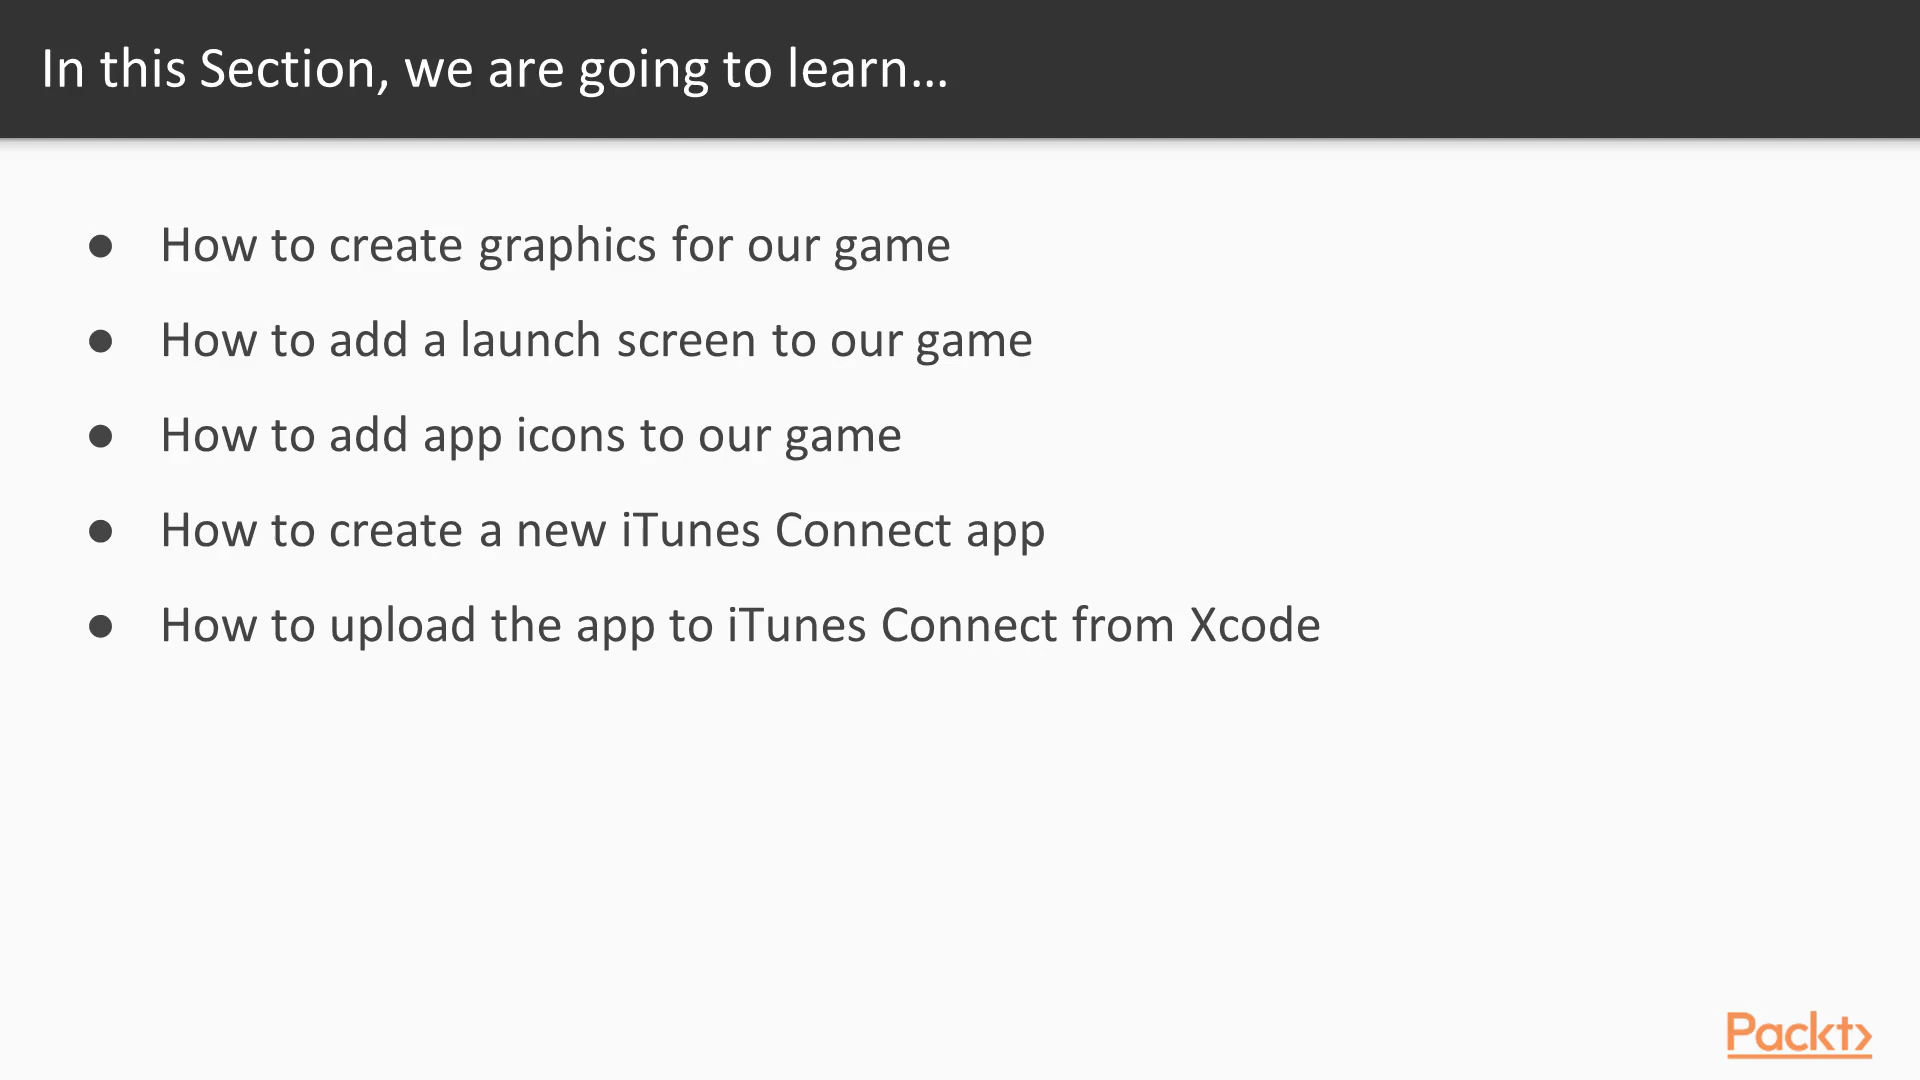 In this Section, we are going to learn…
● How to create graphics for our game
● How to add a launch screen to our game
● How to add app icons to our game
● How to create a new iTunes Connect app
● How to upload the app to iTunes Connect from Xcode
Packt>